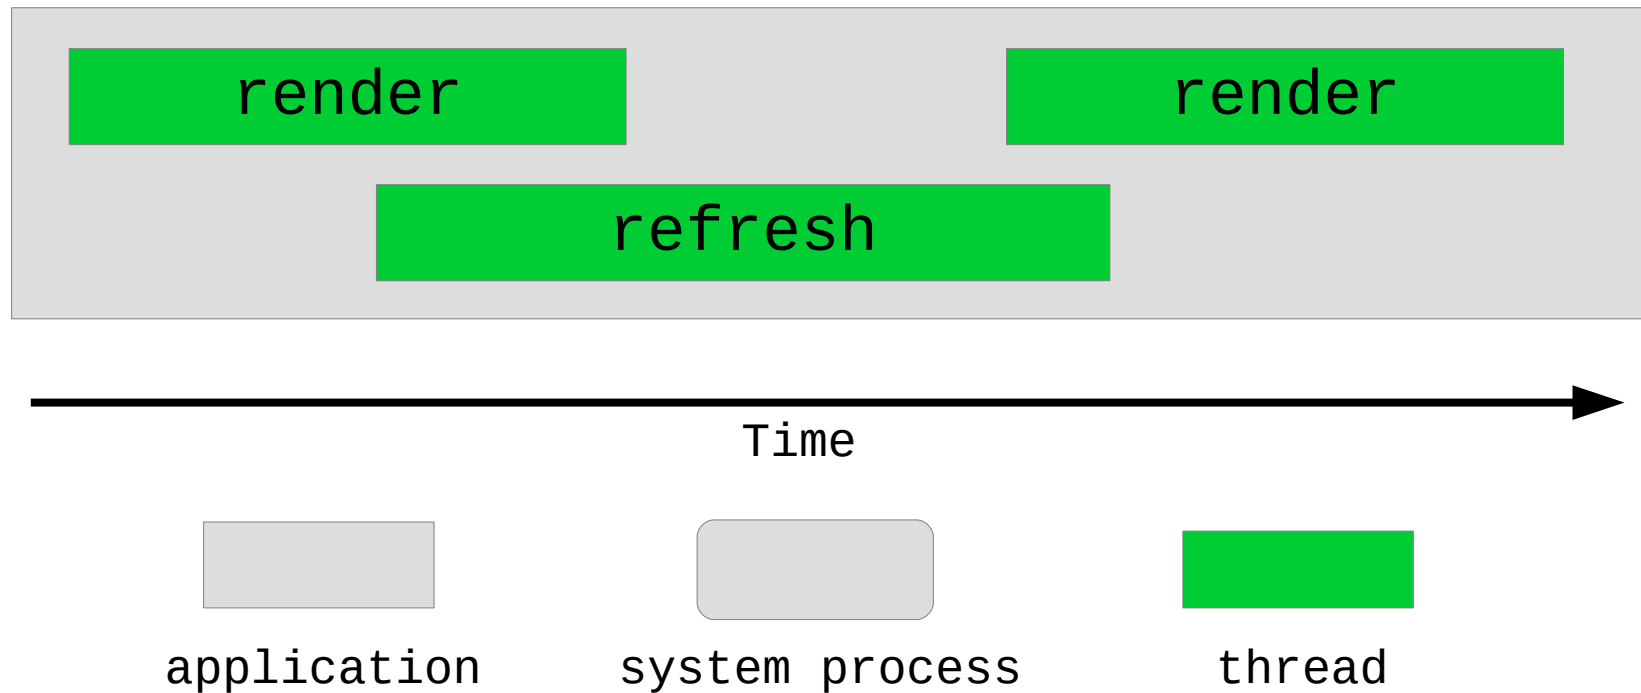 render
render
refresh
Time
application
system process
thread